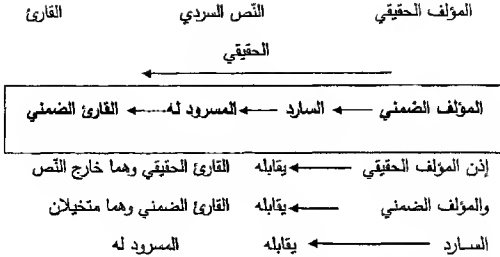 المؤلف الحقيقي النّص السردي القارئ
الحقيقي
المؤلف الضمني السارد المسرود له القارئ الضمني
إذن المؤلف الحقيقي يقابله القارئ الحقيقي وهما خارج النّص
والمؤلف الضمني يقابله القارئ الضمني وهما متخيلان
السارد يقابله المسرود له